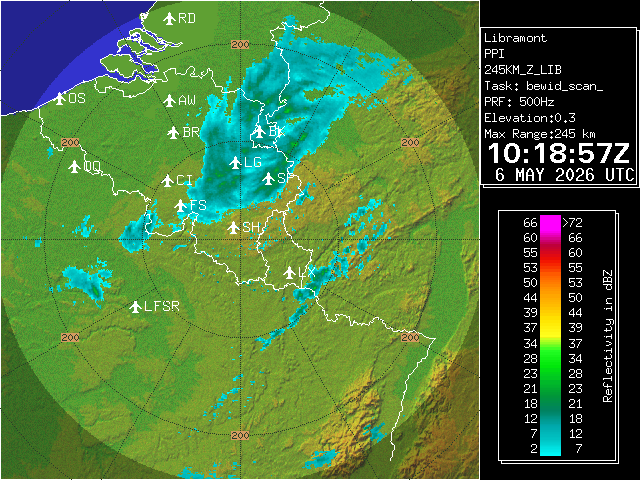 RD
200
OS
AW
BR
BK
200
200
LG
OO
CI
S
FS
SH
LX
LFSR
200
200
200
Libramont
PPI
245KM_Z_LIB
Task: bewid_scan_
PRF: 500Hz
Elevation:0.3
Max Range:245 km
10:18:57Z
6 MAY 2026 UTC
66 >72
60 66
55 60
53 55
50 53
44 50
39 44
37 39
34 37
28 34
23 28
21 23
18 21
12 18
7 12
2 7
Reflectivity in dBZ